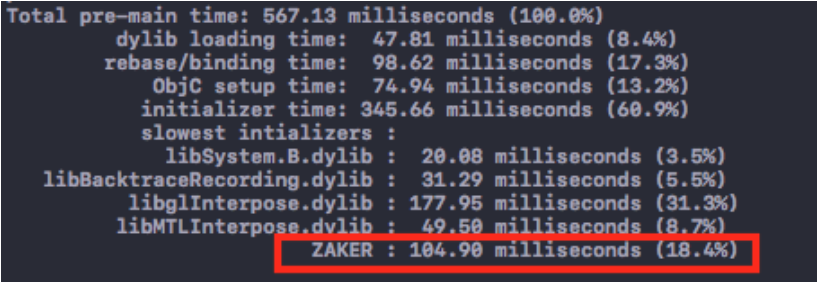 Total pre-main time: 567.13 milliseconds (100.0%)
dylib loading time:  47.81 milliseconds (8.4%)
rebase/binding time:  98.62 milliseconds (17.3%)
ObjC setup time:  74.94 milliseconds (13.2%)
initializer time: 345.66 milliseconds (60.9%)
slowest intializers :
libSystem.B.dylib :  20.08 milliseconds (3.5%)
libBacktraceRecording.dylib :  31.29 milliseconds (5.5%)
libglInterpose.dylib : 177.95 milliseconds (31.3%)
libMTLInterpose.dylib :  49.50 milliseconds (8.7%)
ZAKER : 104.90 milliseconds (18.4%)